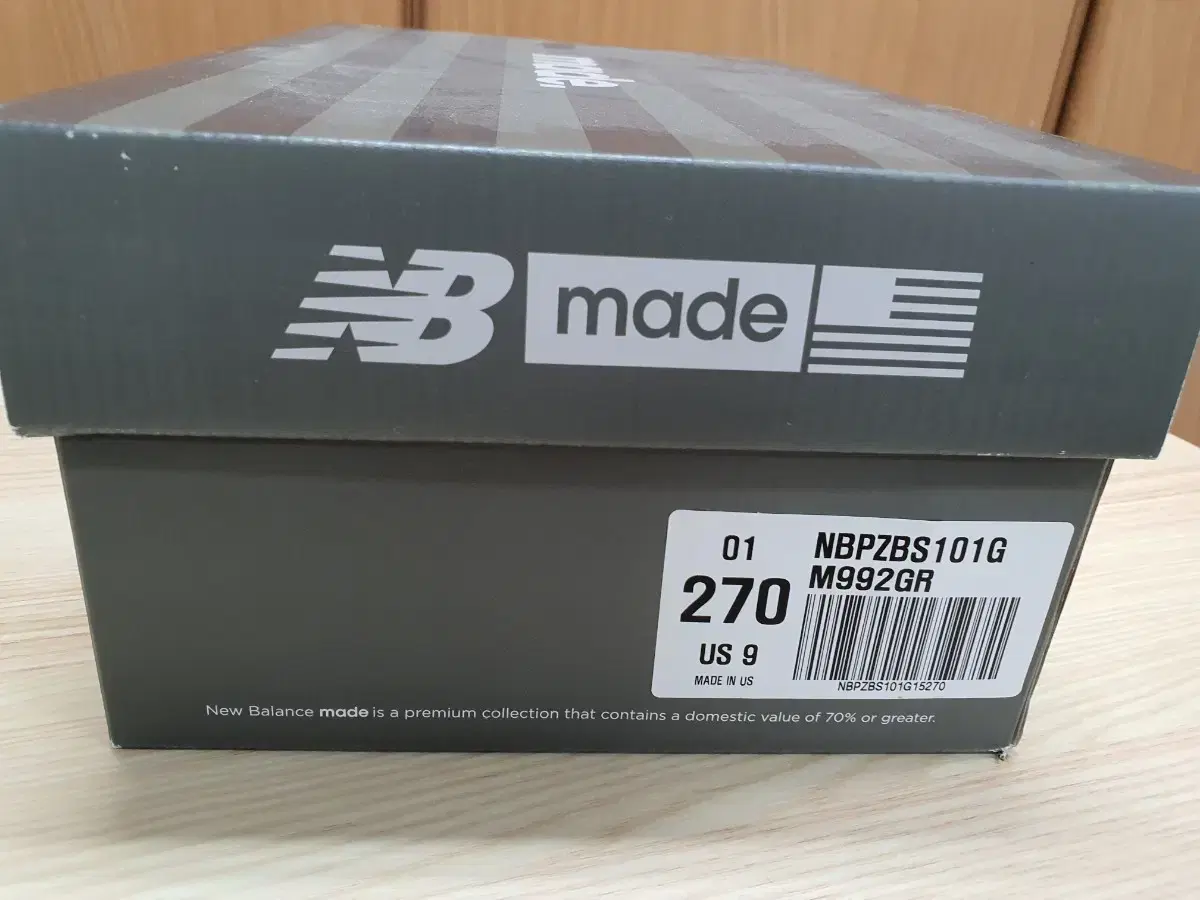 made
NB made
01
270
US 9
MADE IN US
NBPZBS101G
M992GR
NBPZBS101G15270
New Balance made is a premium collection that contains a domestic value of 70% or greater.